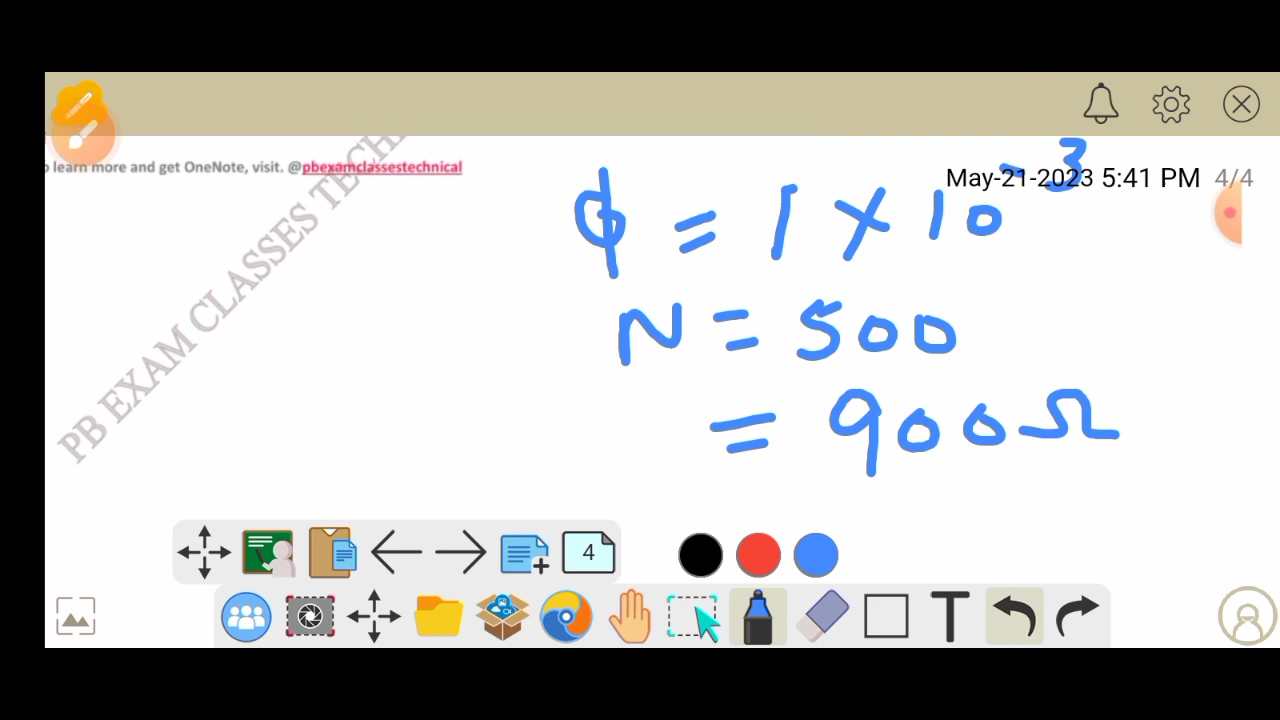 o learn more and get OneNote, visit. @pbexamclassestechnical
May-21-2023 5:41 PM 4/4
ϕ = 1 × 10⁻³
PB EXAM CLASSES TECH
N = 500
= 900Ω
4
T